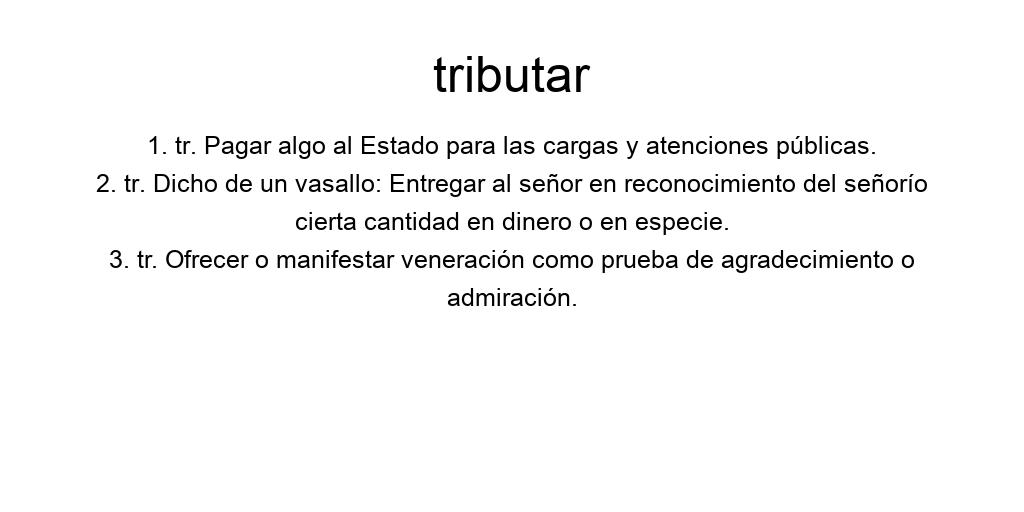 tributar
1. tr. Pagar algo al Estado para las cargas y atenciones públicas.
2. tr. Dicho de un vasallo: Entregar al señor en reconocimiento del señorío
cierta cantidad en dinero o en especie.
3. tr. Ofrecer o manifestar veneración como prueba de agradecimiento o
admiración.